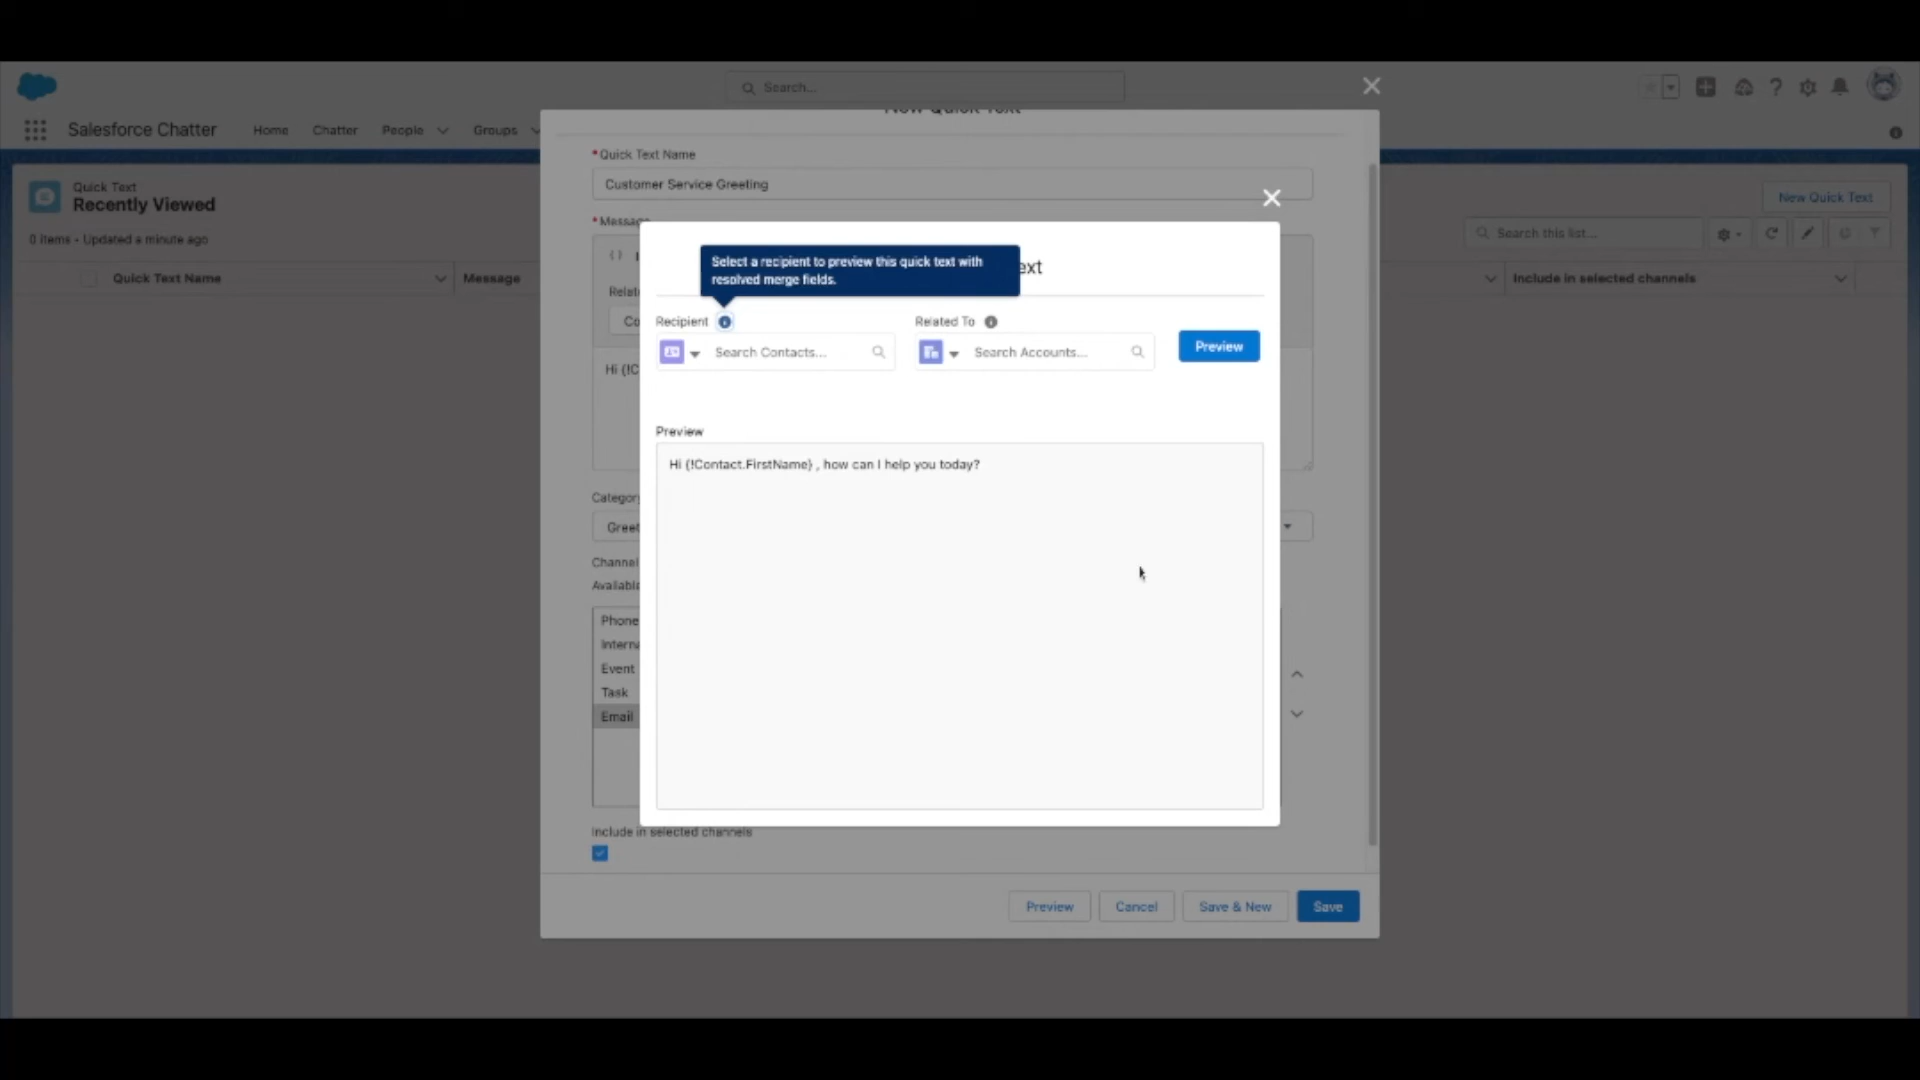 Search...
Salesforce Chatter
Home
Chatter
People
Groups
Quick Text
Recently Viewed
0 items • Updated a minute ago
New Quick Text
Search this list...
Quick Text Name
Message
Include in selected channels
New Quick Text
*Quick Text Name
Customer Service Greeting
*Message
Relat
Co
Hi {!C
Category
Greet
Channel
Available
Phone
Interna
Event
Task
Email
Include in selected channels
Preview
Cancel
Save & New
Save
Select a recipient to preview this quick text with
resolved merge fields.
ext
Recipient
Search Contacts...
Related To
Search Accounts...
Preview
Preview
Hi {!Contact.FirstName} , how can I help you today?